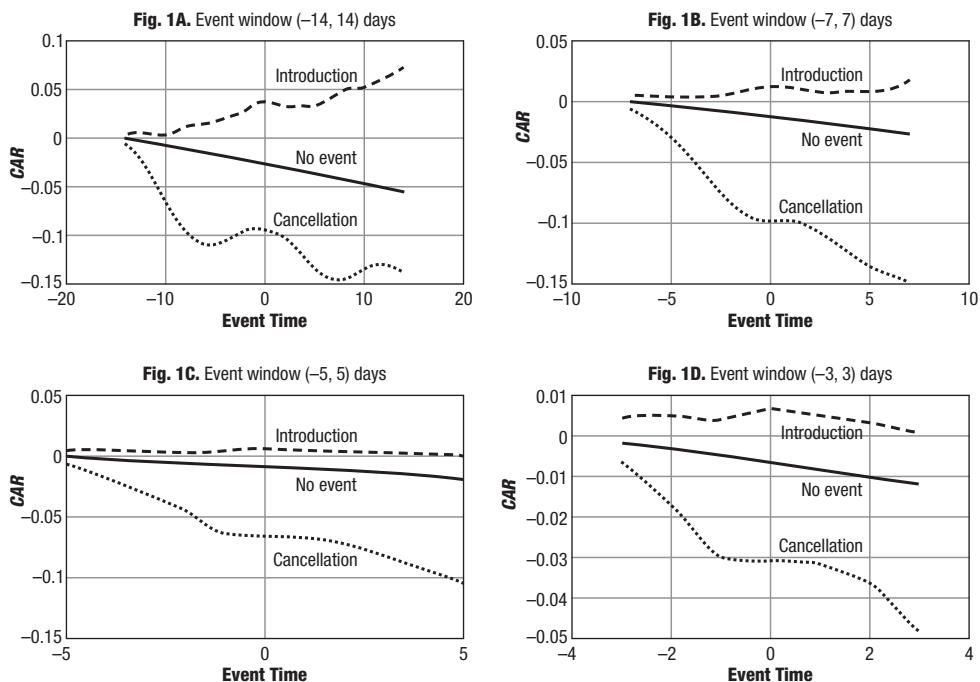 Fig. 1A. Event window (–14, 14) days
0.1
0.05
0
–0.05
–0.1
–0.15
CAR
Introduction
No event
Cancellation
–20
–10
0
10
20
Event Time
Fig. 1B. Event window (–7, 7) days
0.05
0
–0.05
–0.1
–0.15
CAR
Introduction
No event
Cancellation
–10
–5
0
5
10
Event Time
Fig. 1C. Event window (–5, 5) days
0.05
0
–0.05
–0.1
–0.15
CAR
Introduction
No event
Cancellation
–5
0
5
Event Time
Fig. 1D. Event window (–3, 3) days
0.01
0
–0.01
–0.02
–0.03
–0.04
–0.05
CAR
Introduction
No event
Cancellation
–4
–2
0
2
4
Event Time